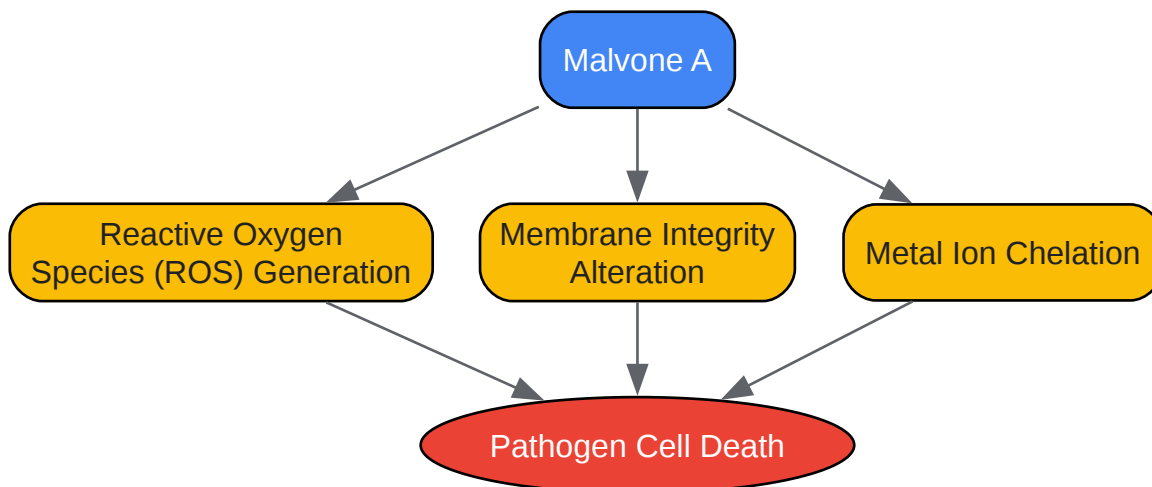 Malvone A
Reactive Oxygen
Species (ROS) Generation
Membrane Integrity
Alteration
Metal Ion Chelation
Pathogen Cell Death